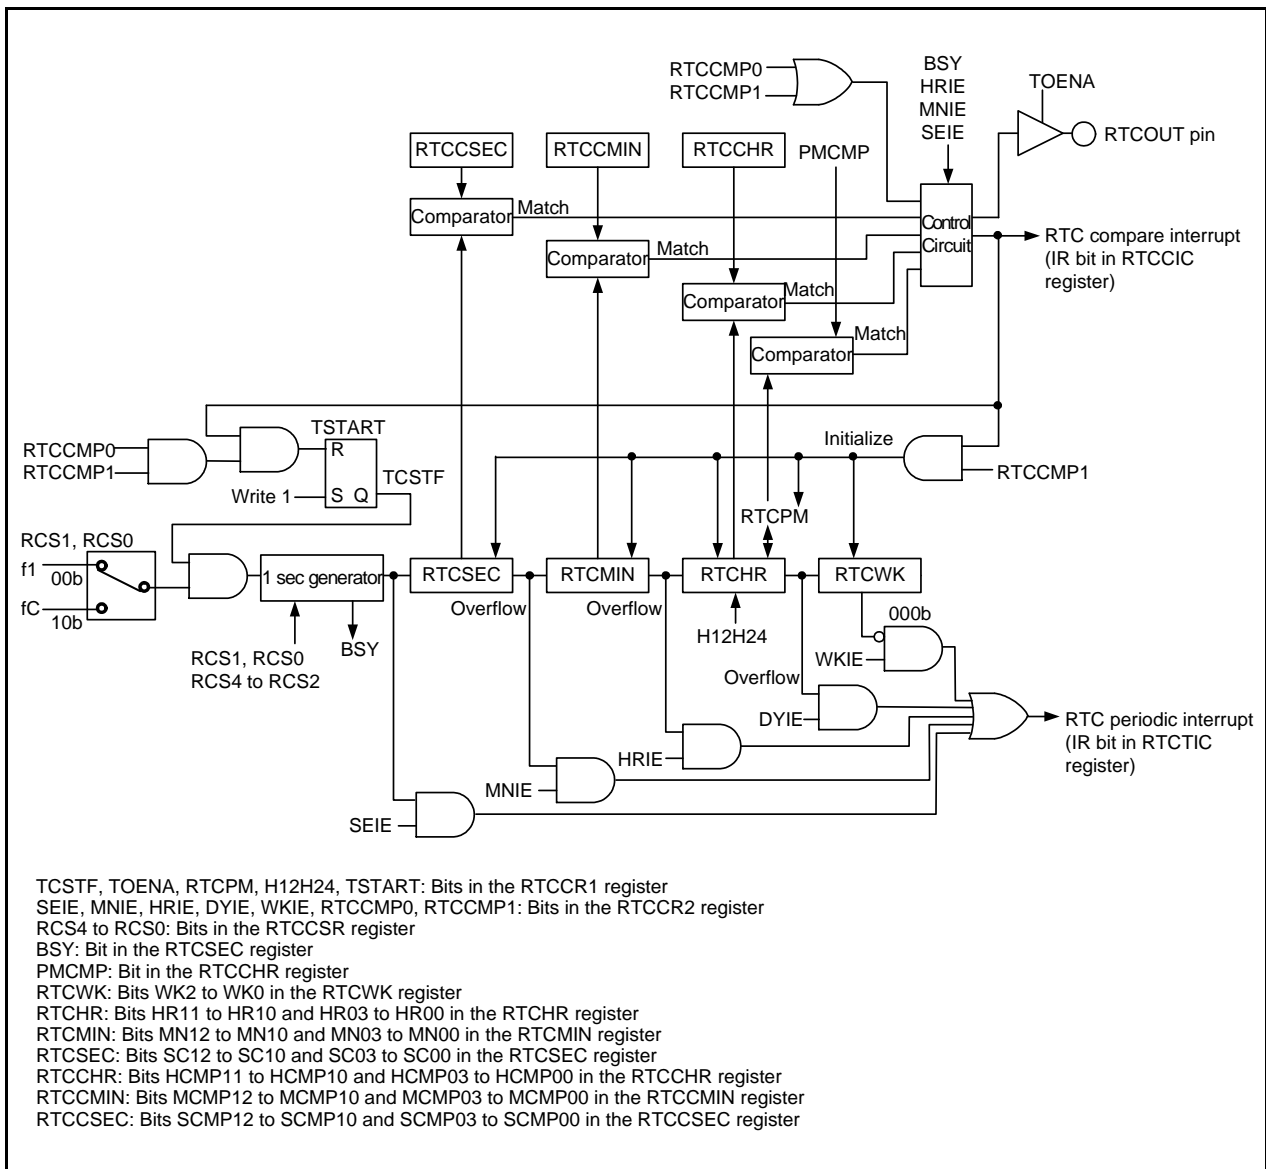 RTCCMP0
RTCCMP1
BSY
HRIE
MNIE
SEIE
TOENA
RTCOUT pin
RTCCSEC
RTCCMIN
RTCCHR
PMCMP
Comparator
Match
Control
Circuit
RTC compare interrupt
(IR bit in RTCCIC
register)
Comparator
Match
Comparator
Match
Comparator
Match
RTCCMP0
RTCCMP1
TSTART
R
S Q
TCSTF
Write 1
Initialize
RTCCMP1
RTCPM
RCS1, RCS0
f1
00b
fC
10b
1 sec generator
RTCSEC
RTCMIN
RTCHR
RTCWK
Overflow
Overflow
H12H24
000b
RCS1, RCS0
RCS4 to RCS2
BSY
WKIE
Overflow
DYIE
HRIE
MNIE
SEIE
RTC periodic interrupt
(IR bit in RTCTIC
register)
TCSTF, TOENA, RTCPM, H12H24, TSTART: Bits in the RTCCR1 register
SEIE, MNIE, HRIE, DYIE, WKIE, RTCCMP0, RTCCMP1: Bits in the RTCCR2 register
RCS4 to RCS0: Bits in the RTCCSR register
BSY: Bit in the RTCSEC register
PMCMP: Bit in the RTCCHR register
RTCWK: Bits WK2 to WK0 in the RTCWK register
RTCHR: Bits HR11 to HR10 and HR03 to HR00 in the RTCHR register
RTCMIN: Bits MN12 to MN10 and MN03 to MN00 in the RTCMIN register
RTCSEC: Bits SC12 to SC10 and SC03 to SC00 in the RTCSEC register
RTCCHR: Bits HCMP11 to HCMP10 and HCMP03 to HCMP00 in the RTCCHR register
RTCCMIN: Bits MCMP12 to MCMP10 and MCMP03 to MCMP00 in the RTCCMIN register
RTCCSEC: Bits SCMP12 to SCMP10 and SCMP03 to SCMP00 in the RTCCSEC register